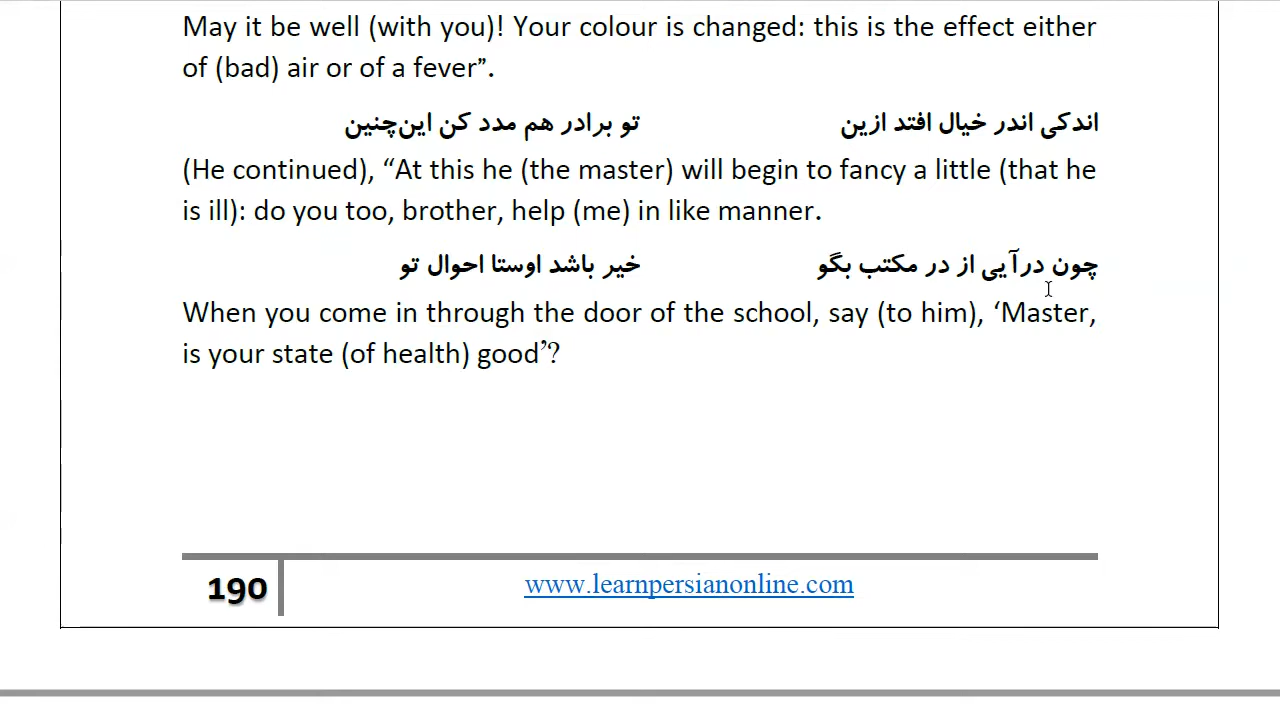 May it be well (with you)! Your colour is changed: this is the effect either
of (bad) air or of a fever”.
اندکی اندر خیال افتد ازین تو برادر هم مدد کن این‌چنین
(He continued), “At this he (the master) will begin to fancy a little (that he
is ill): do you too, brother, help (me) in like manner.
چون درآیی از در مکتب بگو خیر باشد اوستا احوال تو
When you come in through the door of the school, say (to him), ‘Master,
is your state (of health) good’?
190
www.learnpersianonline.com